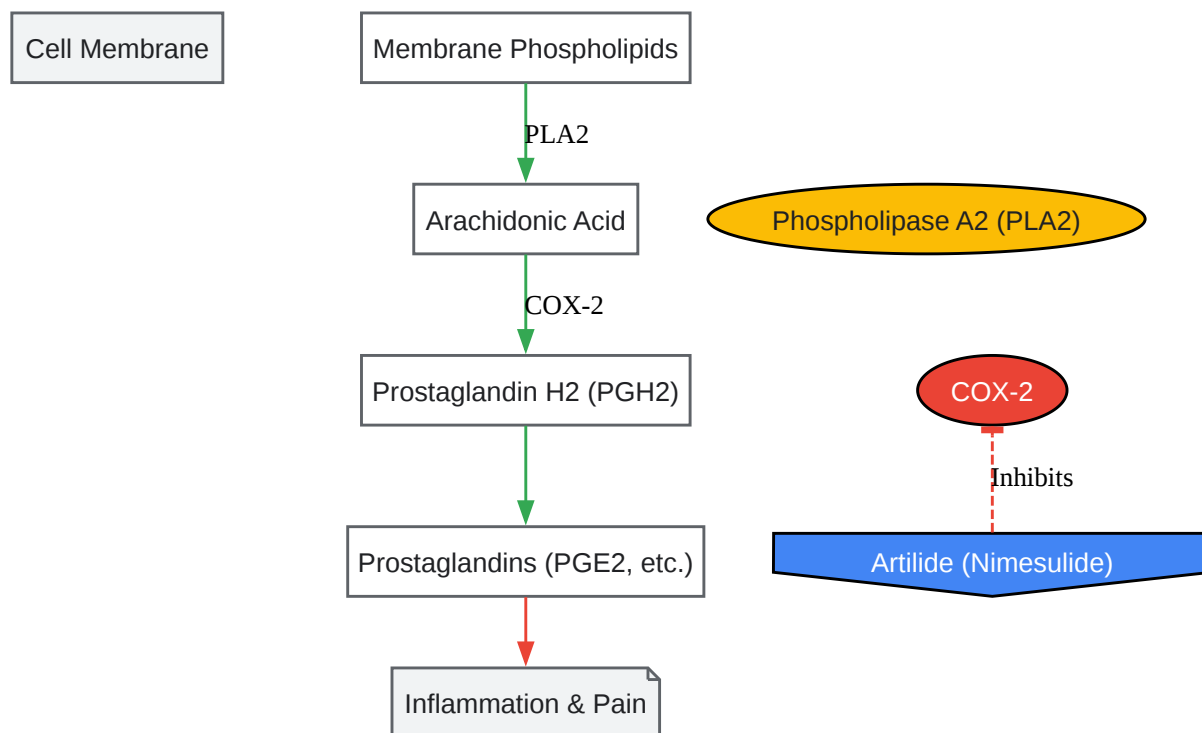 Cell Membrane
Membrane Phospholipids
PLA2
Arachidonic Acid
Phospholipase A2 (PLA2)
COX-2
Prostaglandin H2 (PGH2)
COX-2
Inhibits
Prostaglandins (PGE2, etc.)
Artilide (Nimesulide)
Inflammation & Pain